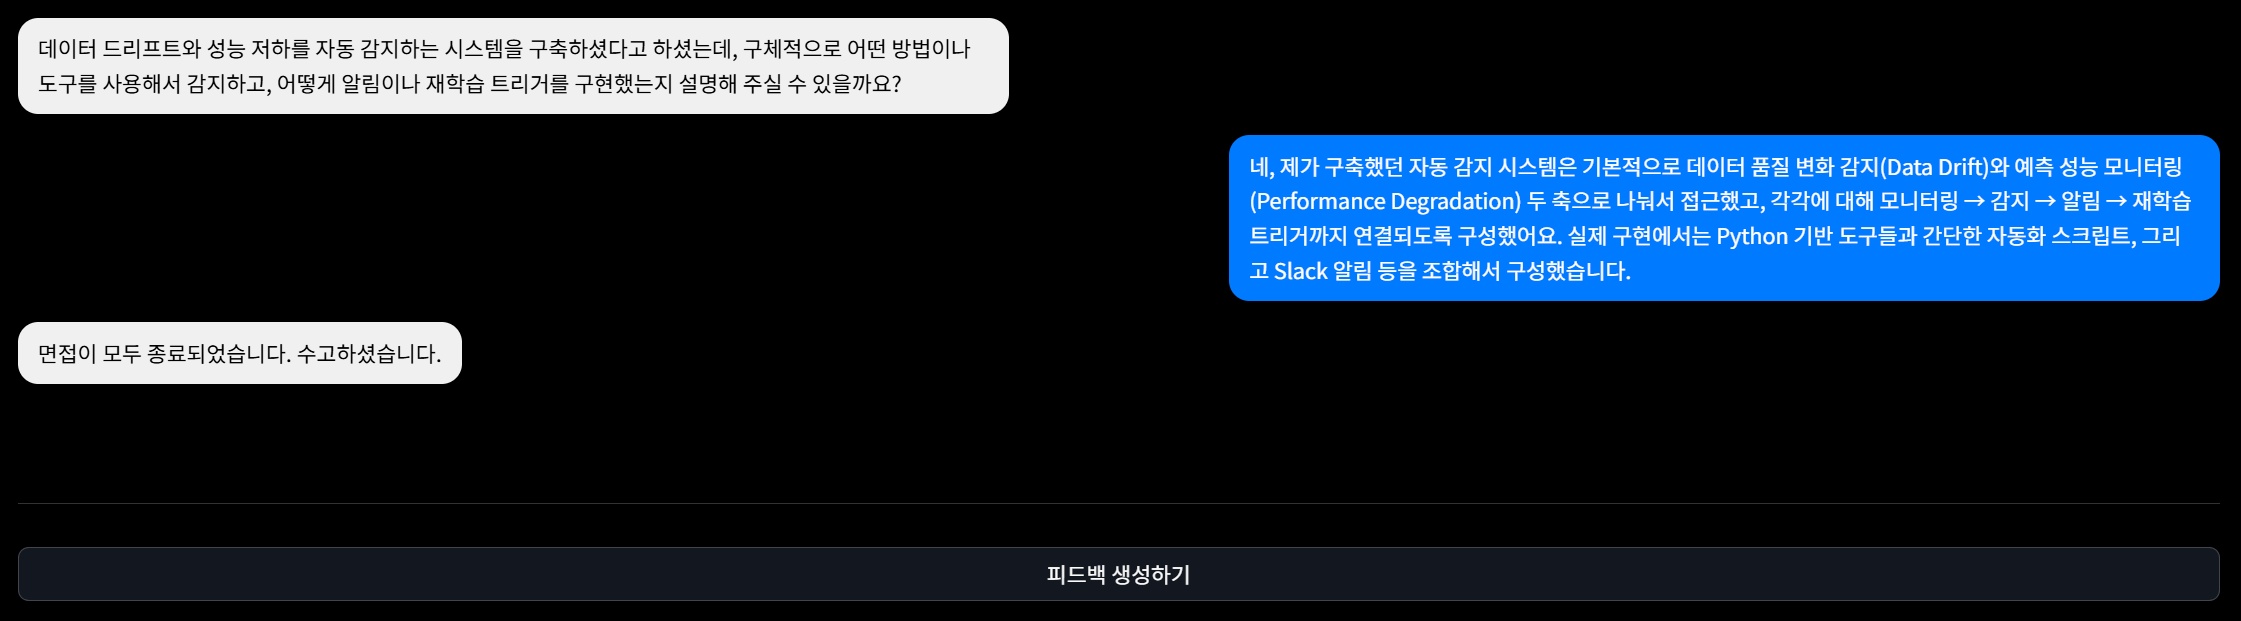 데이터 드리프트와 성능 저하를 자동 감지하는 시스템을 구축하셨다고 하셨는데, 구체적으로 어떤 방법이나
도구를 사용해서 감지하고, 어떻게 알림이나 재학습 트리거를 구현했는지 설명해 주실 수 있을까요?
네, 제가 구축했던 자동 감지 시스템은 기본적으로 데이터 품질 변화 감지(Data Drift)와 예측 성능 모니터링
(Performance Degradation) 두 축으로 나눠서 접근했고, 각각에 대해 모니터링 → 감지 → 알림 → 재학습
트리거까지 연결되도록 구성했어요. 실제 구현에서는 Python 기반 도구들과 간단한 자동화 스크립트, 그리
고 Slack 알림 등을 조합해서 구성했습니다.
면접이 모두 종료되었습니다. 수고하셨습니다.
피드백 생성하기